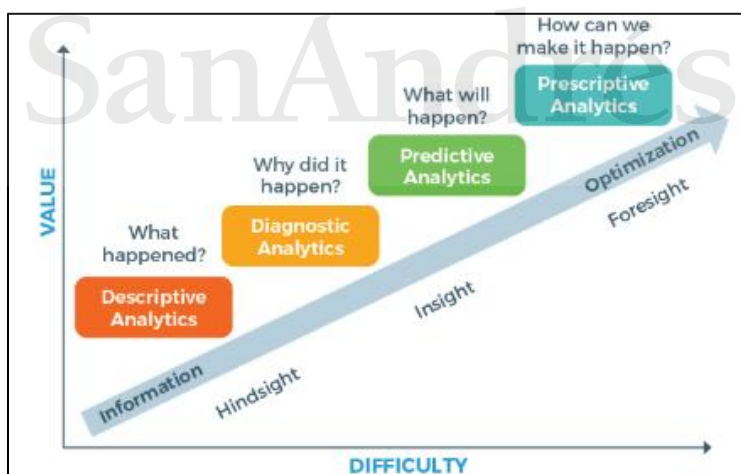 SanAndrés
How can we
make it happen?
Prescriptive
Analytics
What will
happen?
Predictive
Analytics
Why did it
happen?
Diagnostic
Analytics
What
happened?
Descriptive
Analytics
VALUE
Information
Hindsight
Insight
Foresight
Optimization
DIFFICULTY